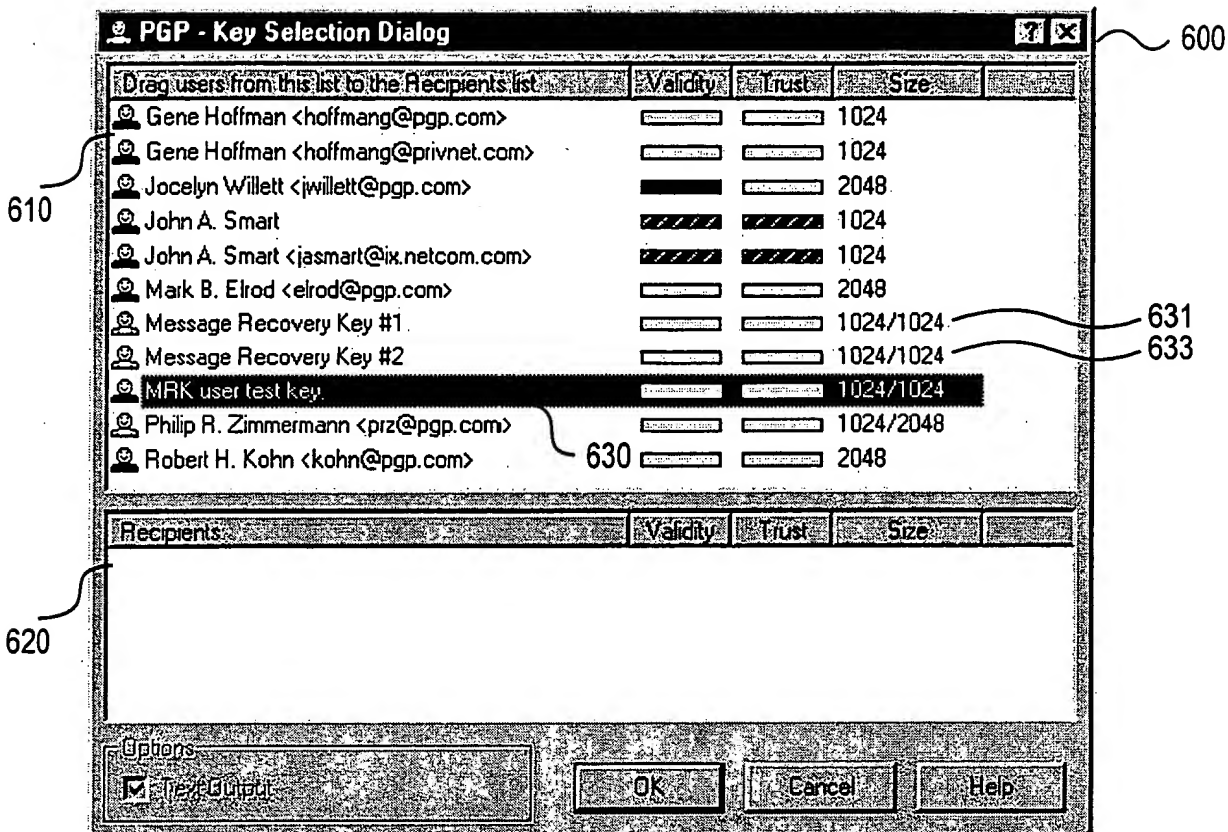 PGP - Key Selection Dialog
600
Drag users from this list to the Recipients list Validity Trust Size
Gene Hoffman <hoffmang@pgp.com> 1024
Gene Hoffman <hoffmang@privnet.com> 1024
610
Jocelyn Willett <jwillett@pgp.com> 2048
John A. Smart 1024
John A. Smart <jasmart@ix.netcom.com> 1024
Mark B. Elrod <elrod@pgp.com> 2048
Message Recovery Key #1 1024/1024 631
Message Recovery Key #2 1024/1024 633
MRK user test key 1024/1024
Philip R. Zimmermann <prz@pgp.com> 1024/2048
Robert H. Kohn <kohn@pgp.com> 630 2048
Recipients Validity Trust Size
620
Options
Text Output
OK Cancel Help